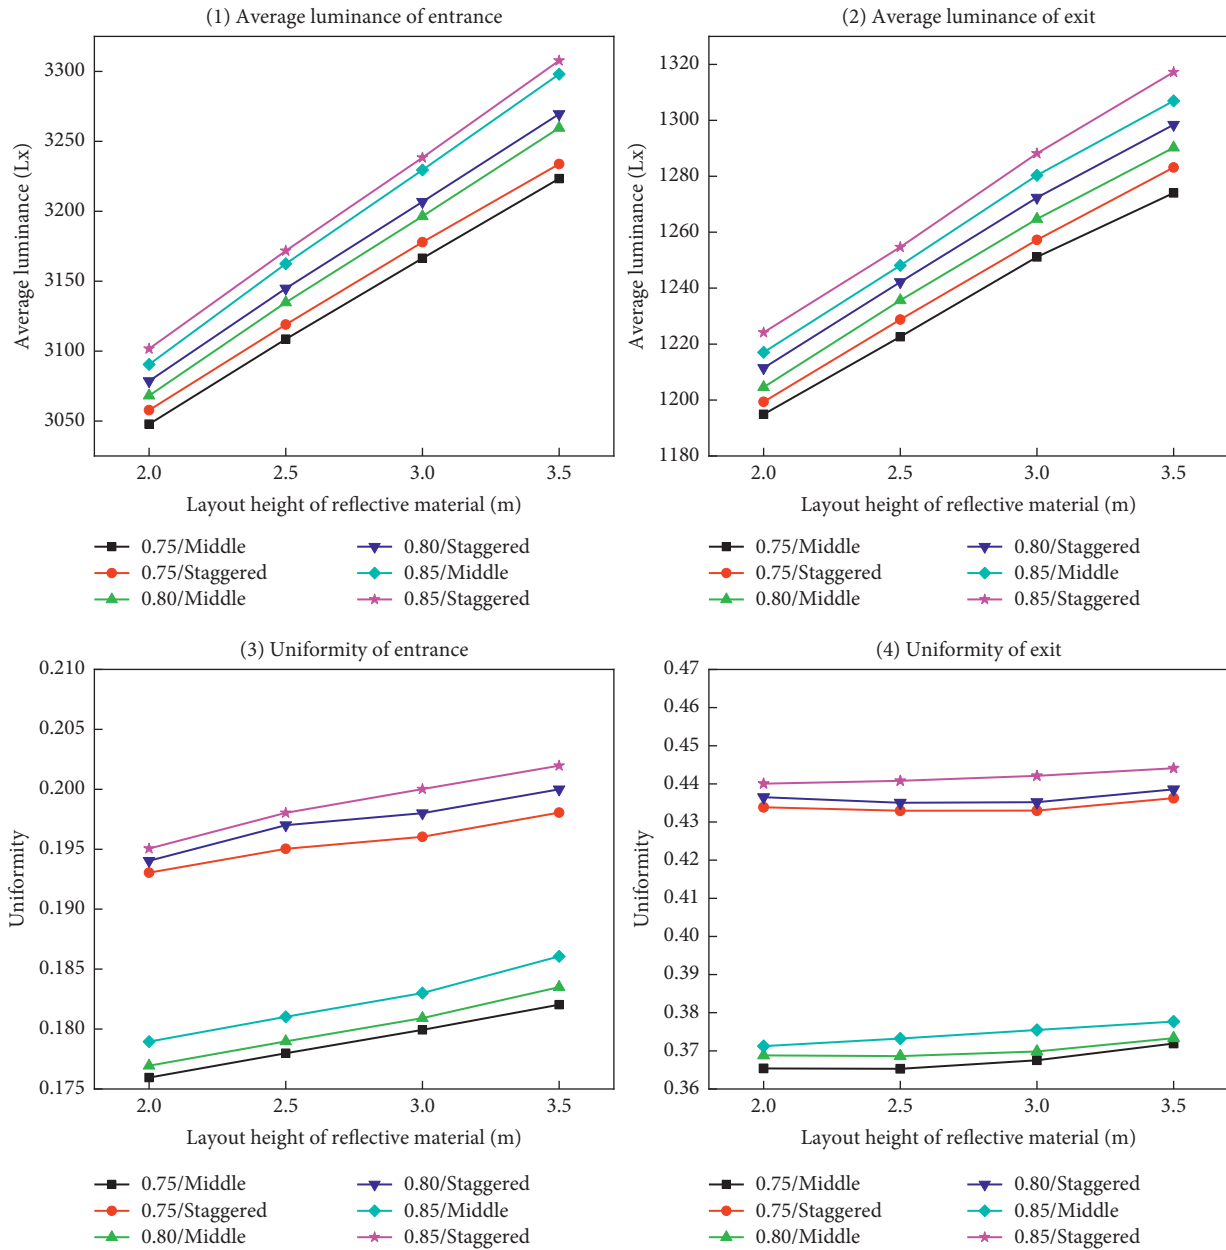 (1) Average luminance of entrance
Average luminance (Lx)
3300
3250
3200
3150
3100
3050
2.0 2.5 3.0 3.5
Layout height of reflective material (m)
0.75/Middle
0.75/Staggered
0.80/Middle
0.80/Staggered
0.85/Middle
0.85/Staggered
(2) Average luminance of exit
Average luminance (Lx)
1320
1300
1280
1260
1240
1220
1200
1180
2.0 2.5 3.0 3.5
Layout height of reflective material (m)
0.75/Middle
0.75/Staggered
0.80/Middle
0.80/Staggered
0.85/Middle
0.85/Staggered
(3) Uniformity of entrance
Uniformity
0.210
0.205
0.200
0.195
0.190
0.185
0.180
0.175
2.0 2.5 3.0 3.5
Layout height of reflective material (m)
0.75/Middle
0.75/Staggered
0.80/Middle
0.80/Staggered
0.85/Middle
0.85/Staggered
(4) Uniformity of exit
Uniformity
0.47
0.46
0.45
0.44
0.43
0.42
0.41
0.40
0.39
0.38
0.37
0.36
2.0 2.5 3.0 3.5
Layout height of reflective material (m)
0.75/Middle
0.75/Staggered
0.80/Middle
0.80/Staggered
0.85/Middle
0.85/Staggered